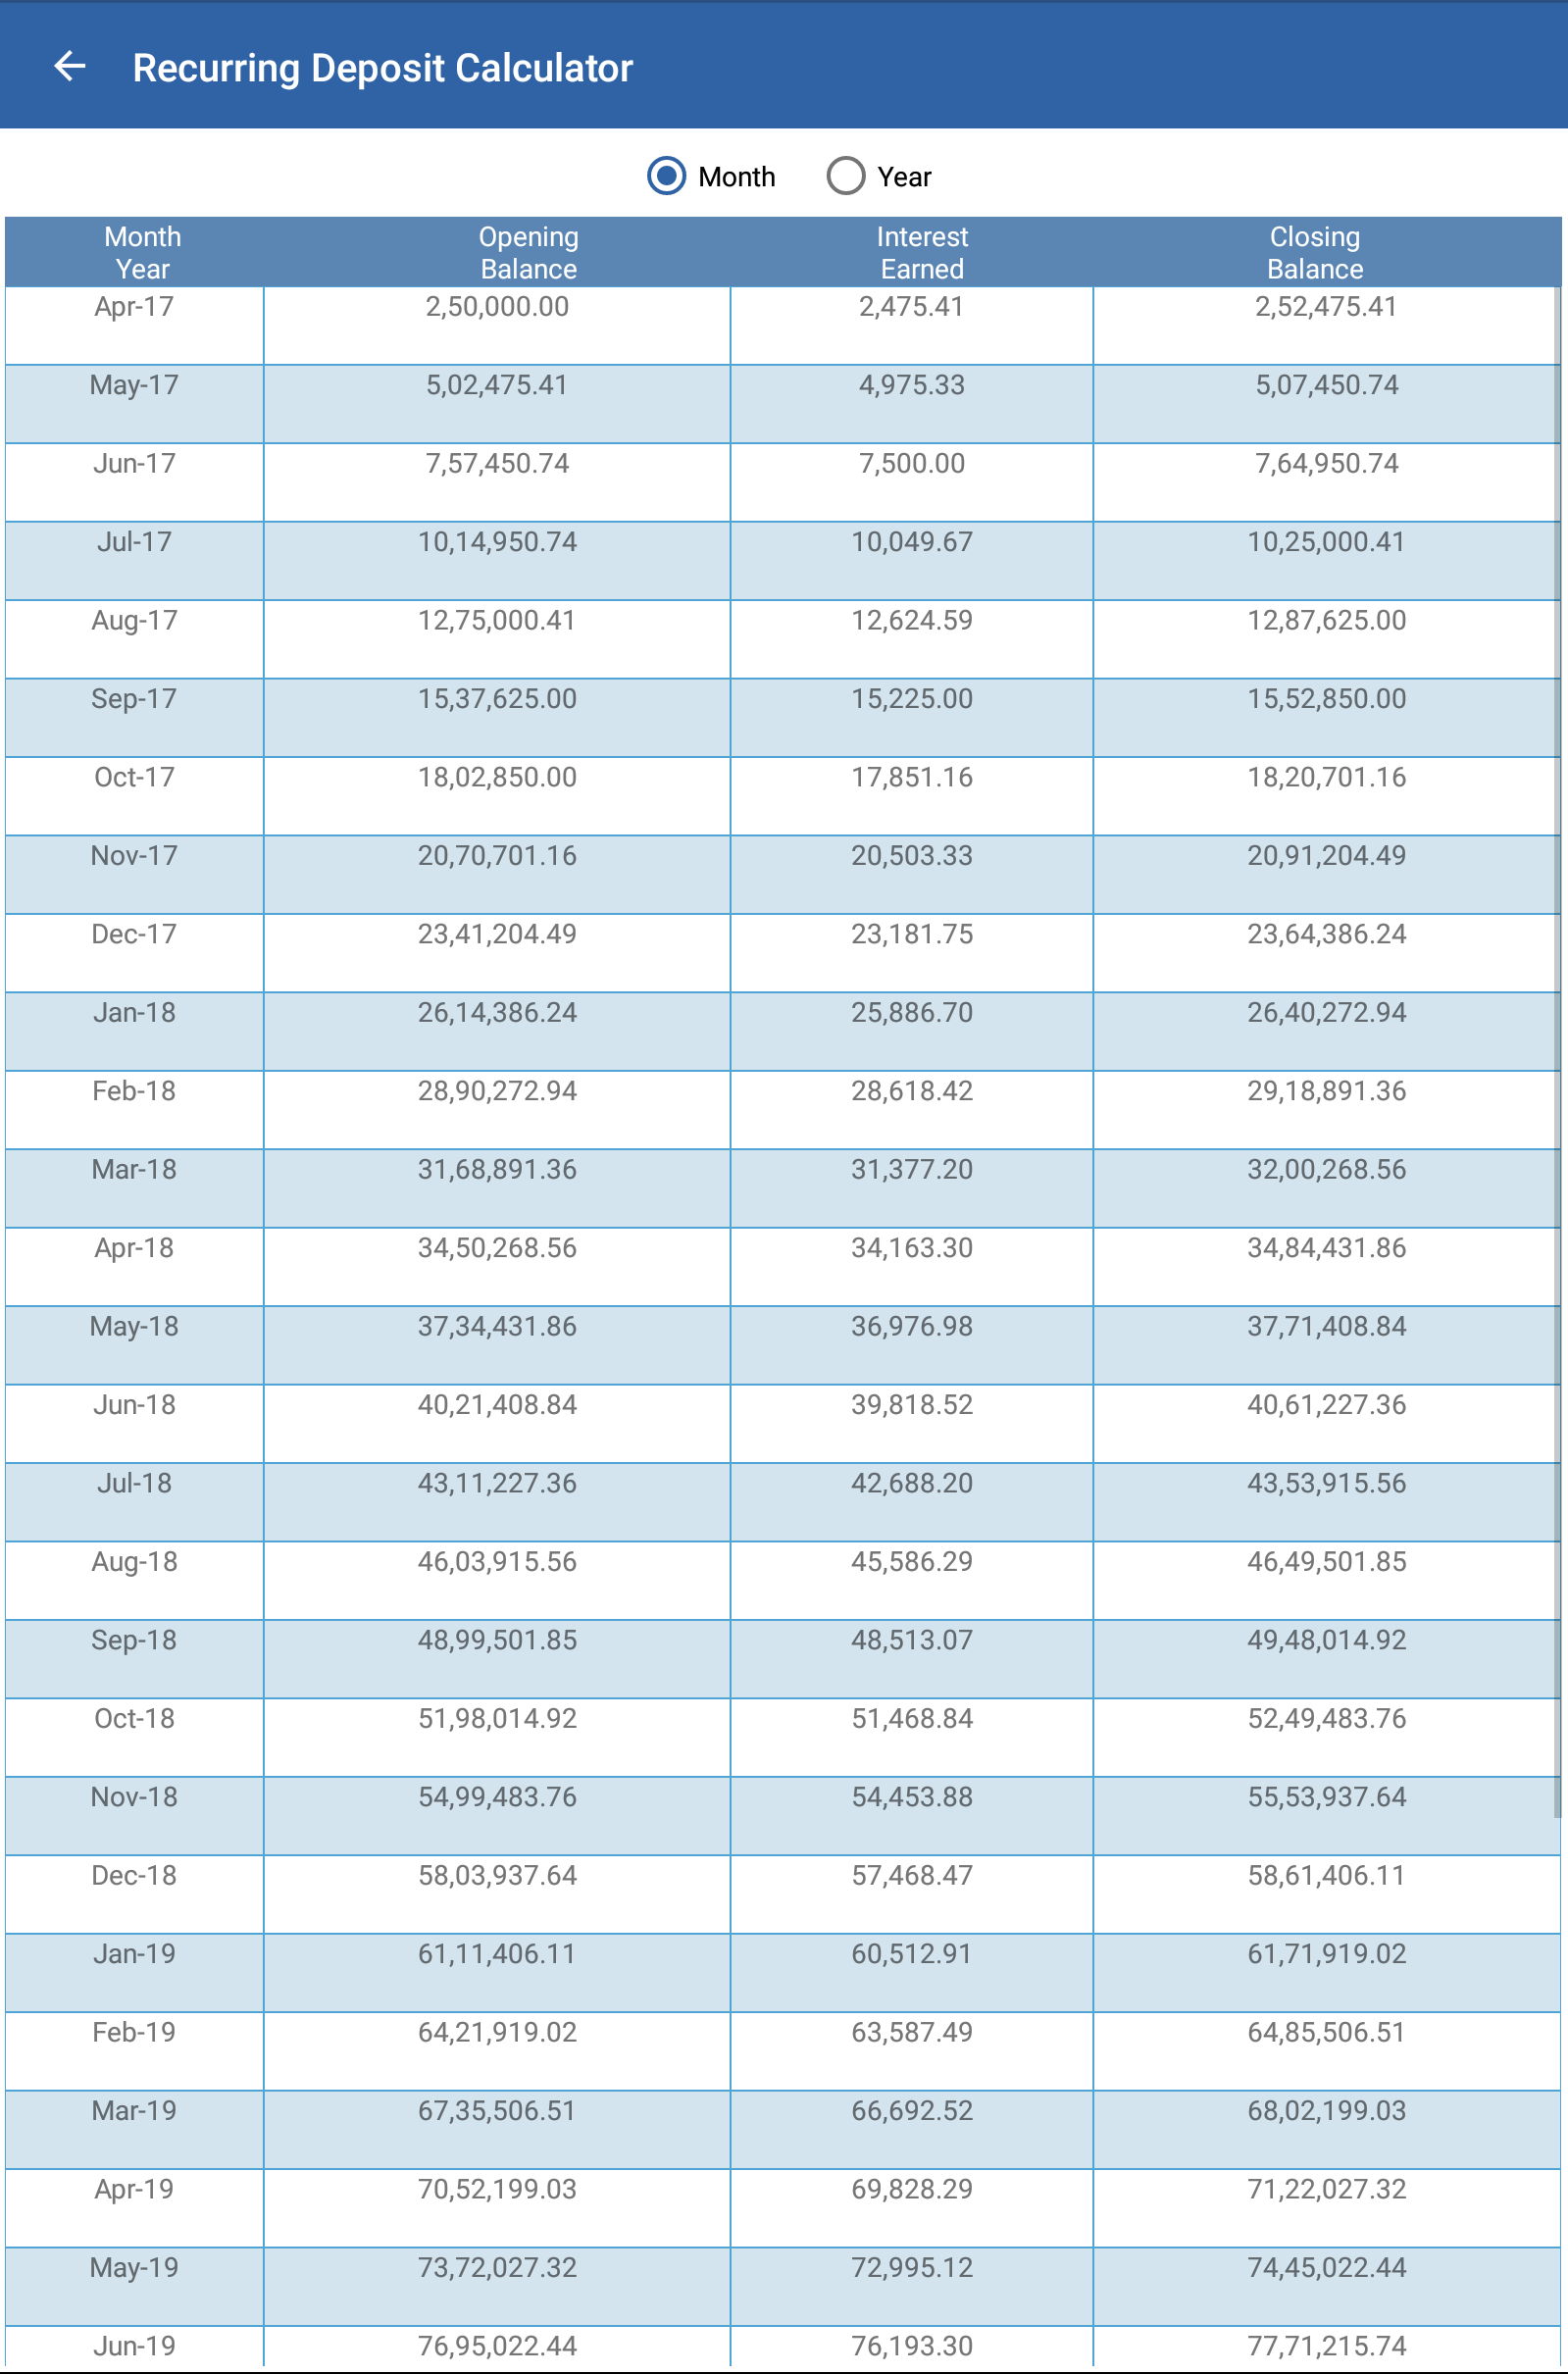 Recurring Deposit Calculator
Month Year
Month Opening Interest Closing
Year Balance Earned Balance
Apr-17 2,50,000.00 2,475.41 2,52,475.41
May-17 5,02,475.41 4,975.33 5,07,450.74
Jun-17 7,57,450.74 7,500.00 7,64,950.74
Jul-17 10,14,950.74 10,049.67 10,25,000.41
Aug-17 12,75,000.41 12,624.59 12,87,625.00
Sep-17 15,37,625.00 15,225.00 15,52,850.00
Oct-17 18,02,850.00 17,851.16 18,20,701.16
Nov-17 20,70,701.16 20,503.33 20,91,204.49
Dec-17 23,41,204.49 23,181.75 23,64,386.24
Jan-18 26,14,386.24 25,886.70 26,40,272.94
Feb-18 28,90,272.94 28,618.42 29,18,891.36
Mar-18 31,68,891.36 31,377.20 32,00,268.56
Apr-18 34,50,268.56 34,163.30 34,84,431.86
May-18 37,34,431.86 36,976.98 37,71,408.84
Jun-18 40,21,408.84 39,818.52 40,61,227.36
Jul-18 43,11,227.36 42,688.20 43,53,915.56
Aug-18 46,03,915.56 45,586.29 46,49,501.85
Sep-18 48,99,501.85 48,513.07 49,48,014.92
Oct-18 51,98,014.92 51,468.84 52,49,483.76
Nov-18 54,99,483.76 54,453.88 55,53,937.64
Dec-18 58,03,937.64 57,468.47 58,61,406.11
Jan-19 61,11,406.11 60,512.91 61,71,919.02
Feb-19 64,21,919.02 63,587.49 64,85,506.51
Mar-19 67,35,506.51 66,692.52 68,02,199.03
Apr-19 70,52,199.03 69,828.29 71,22,027.32
May-19 73,72,027.32 72,995.12 74,45,022.44
Jun-19 76,95,022.44 76,193.30 77,71,215.74